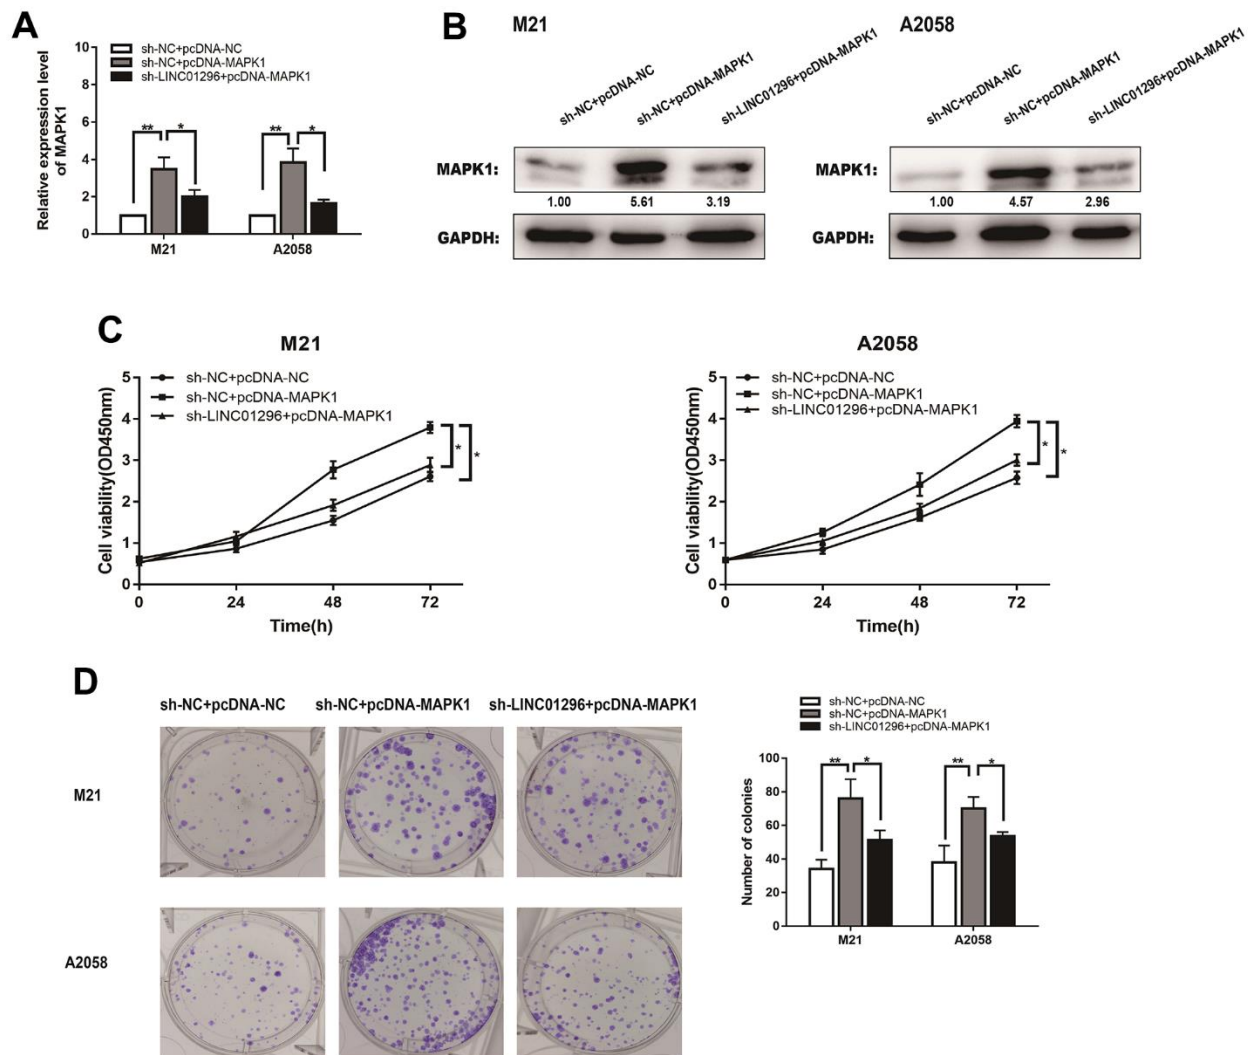 A
sh-NC+pcDNA-NC
sh-NC+pcDNA-MAPK1
sh-LINC01296+pcDNA-MAPK1
Relative expression level
of MAPK1
10
8
6
4
2
0
** * ** *
M21 A2058
B
M21 A2058
sh-NC+pcDNA-NC
sh-NC+pcDNA-MAPK1
sh-LINC01296+pcDNA-MAPK1
sh-NC+pcDNA-NC
sh-NC+pcDNA-MAPK1
sh-LINC01296+pcDNA-MAPK1
MAPK1: MAPK1:
1.00 5.61 3.19 1.00 4.57 2.96
GAPDH: GAPDH:
C
M21
sh-NC+pcDNA-NC
sh-NC+pcDNA-MAPK1
sh-LINC01296+pcDNA-MAPK1
Cell viability(OD450nm)
5
4
3
2
1
0
* *
0 24 48 72
Time(h)
A2058
sh-NC+pcDNA-NC
sh-NC+pcDNA-MAPK1
sh-LINC01296+pcDNA-MAPK1
Cell viability(OD450nm)
5
4
3
2
1
0
* *
0 24 48 72
Time(h)
D
sh-NC+pcDNA-NC sh-NC+pcDNA-MAPK1 sh-LINC01296+pcDNA-MAPK1
M21
A2058
sh-NC+pcDNA-NC
sh-NC+pcDNA-MAPK1
sh-LINC01296+pcDNA-MAPK1
Number of colonies
100
80
60
40
20
0
** * ** *
M21 A2058